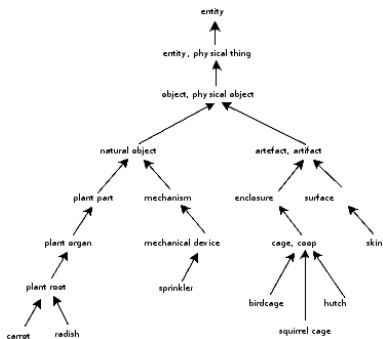 entity
entity, physical thing
object, physical object
natural object artefact, artifact
plant part mechanism enclosure surface
plant organ mechanical device cage, coop skin
plant root sprinkler birdcage hutch
carrot radish squirrel cage